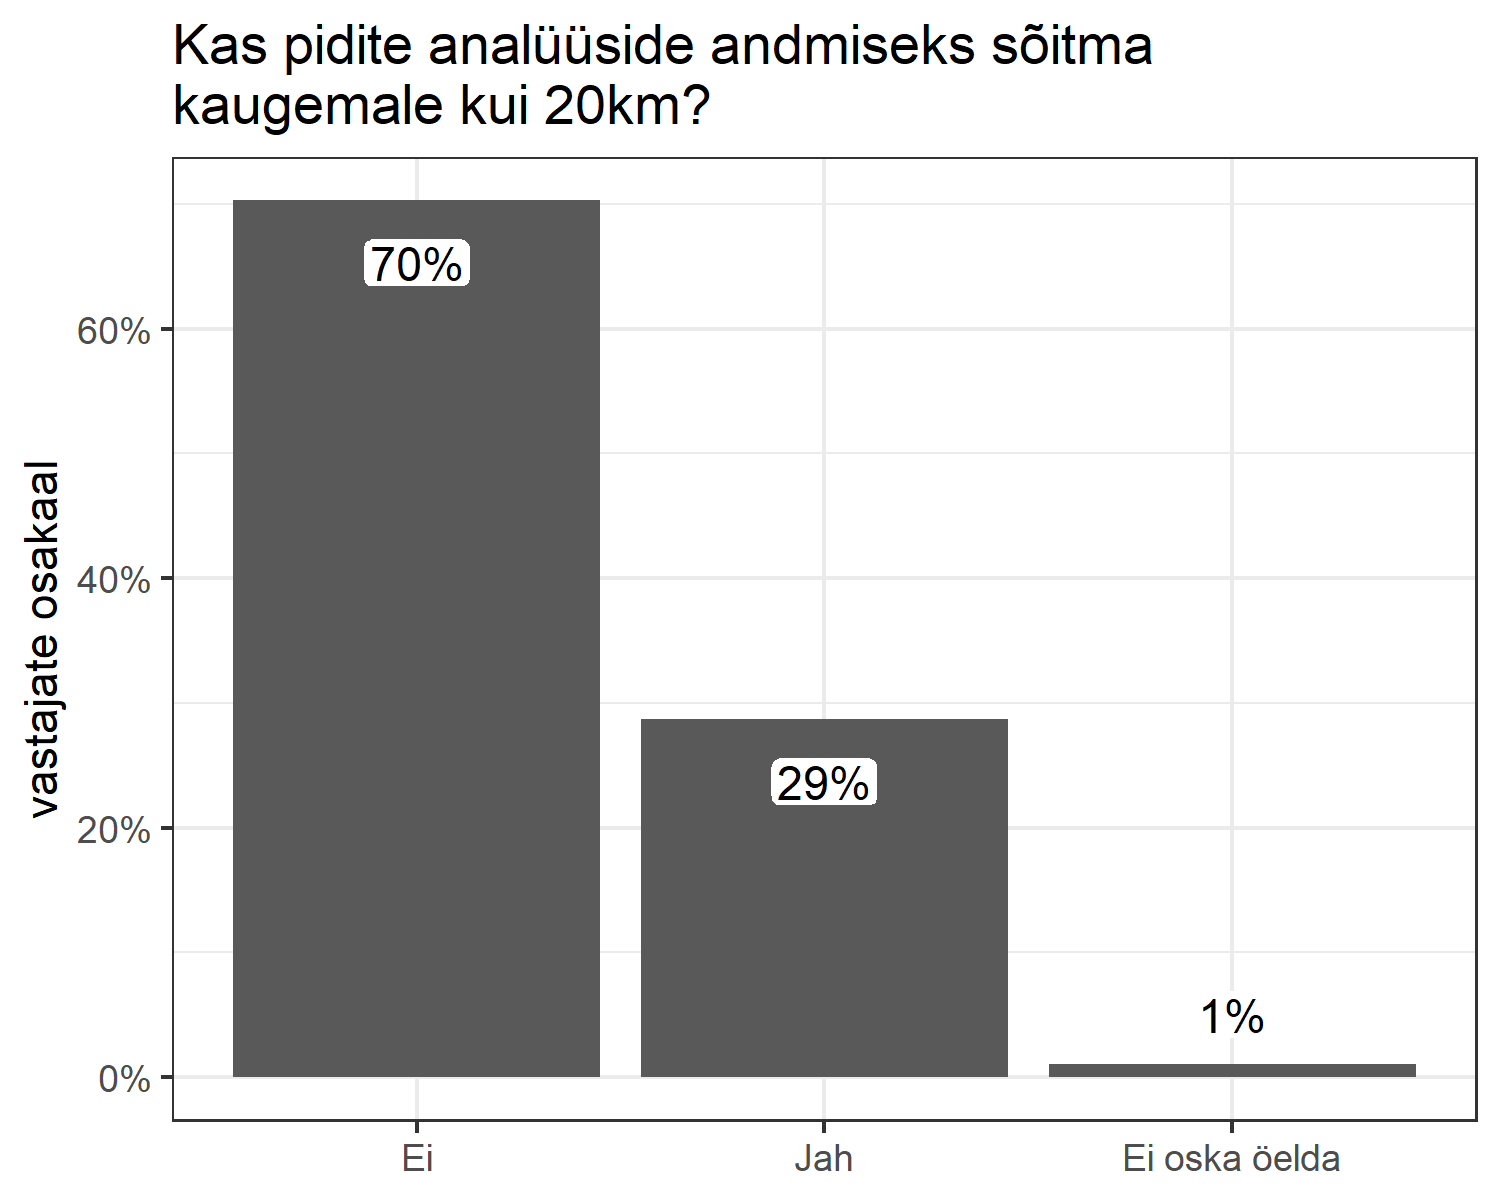 Kas pidite analüüside andmiseks sõitma
kaugemale kui 20km?
vastajate osakaal
60%
40%
20%
0%
70%
29%
1%
Ei
Jah
Ei oska öelda